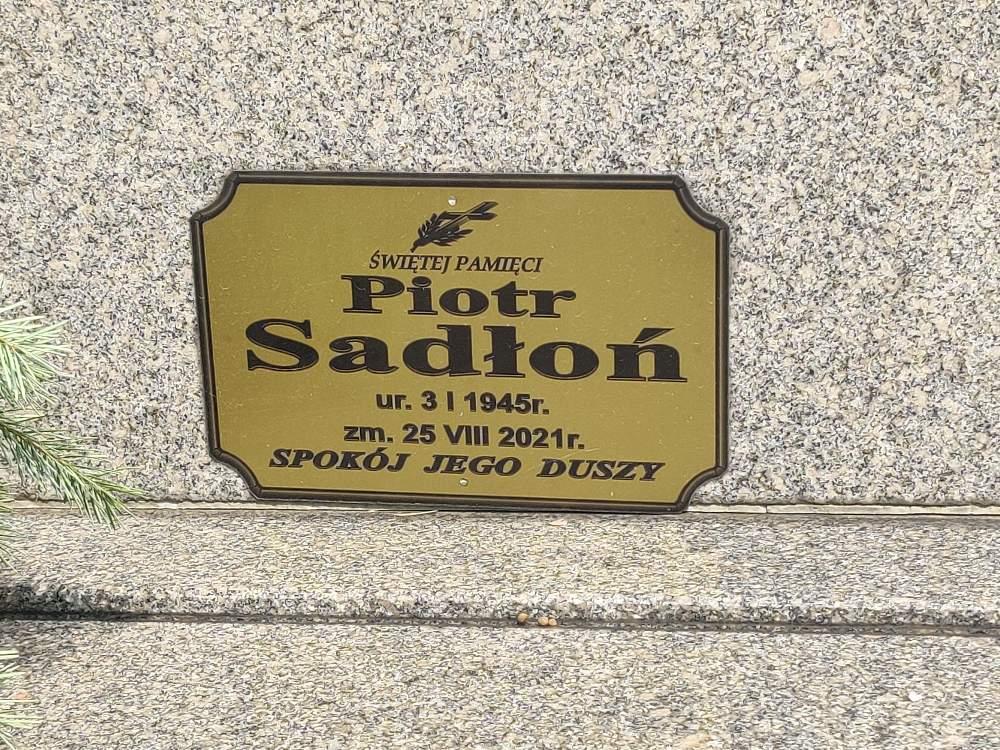 ŚWIĘTEJ PAMIĘCI
Piotr
Sadłoń
ur. 3 I 1945r.
zm. 25 VIII 2021r.
SPOKÓJ JEGO DUSZY